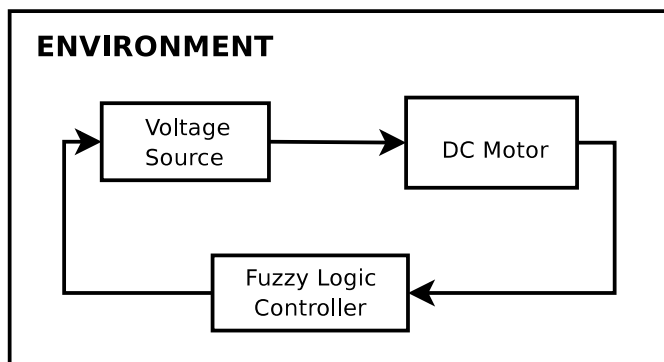 ENVIRONMENT
Voltage
Source
DC Motor
Fuzzy Logic
Controller